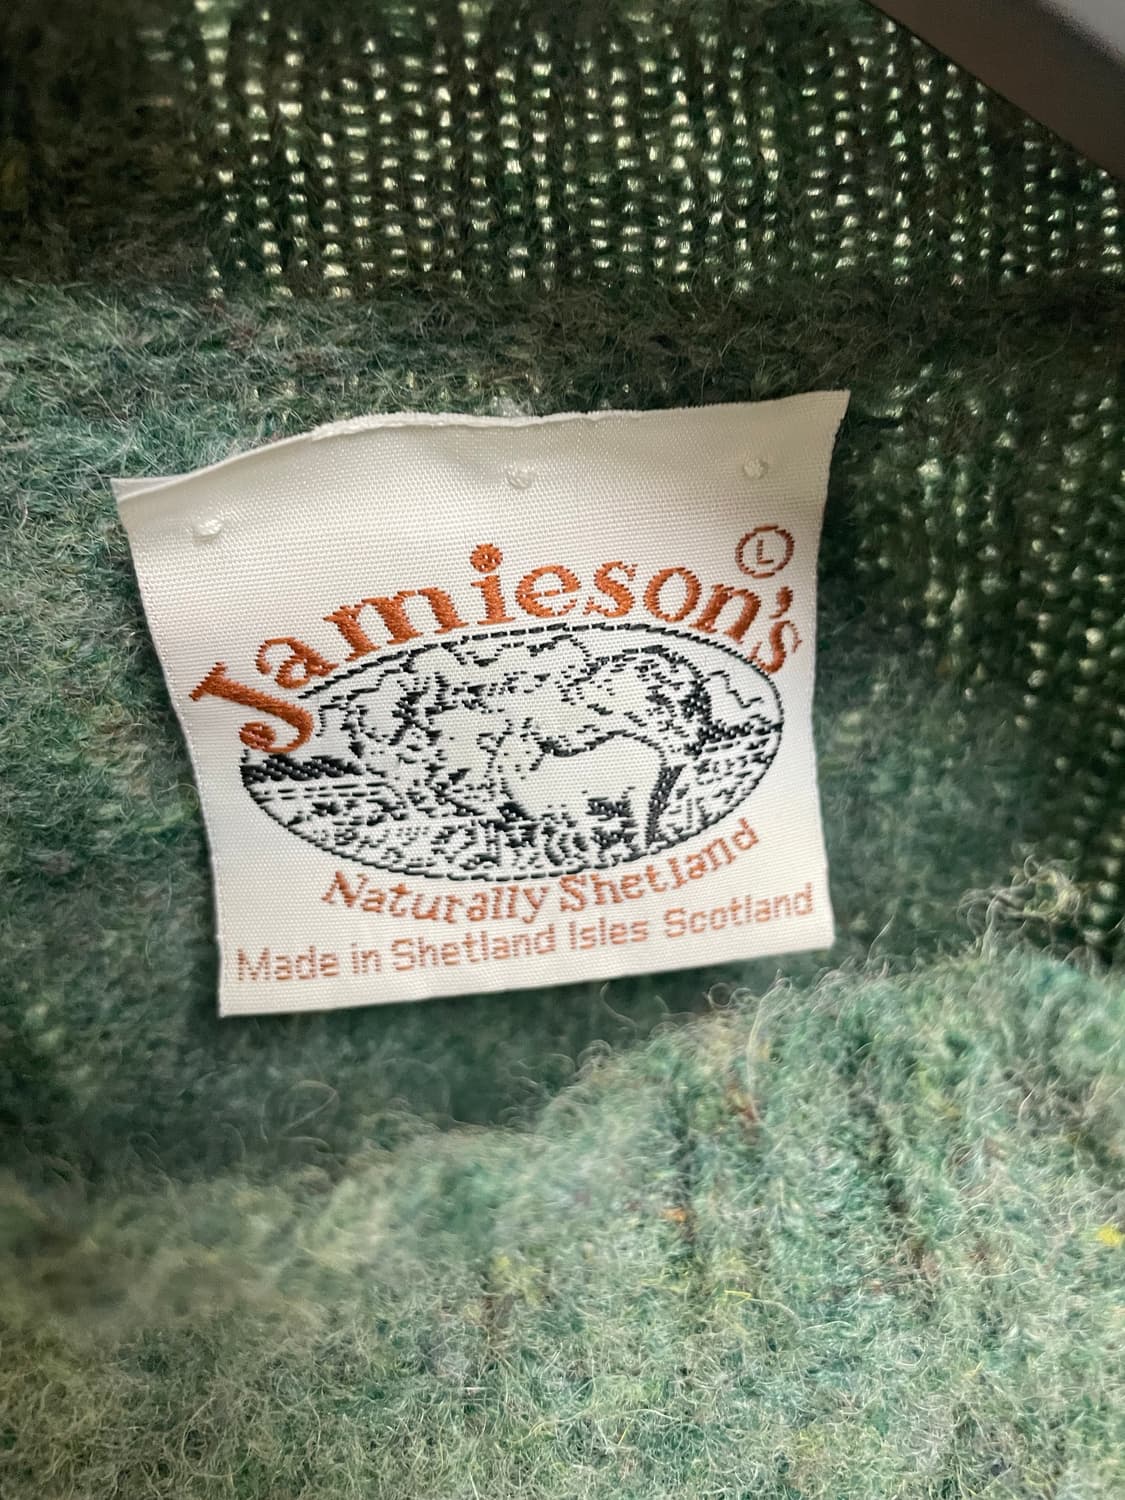 Ⓛ
Jamieson's
Naturally Shetland
Made in Shetland Isles Scotland